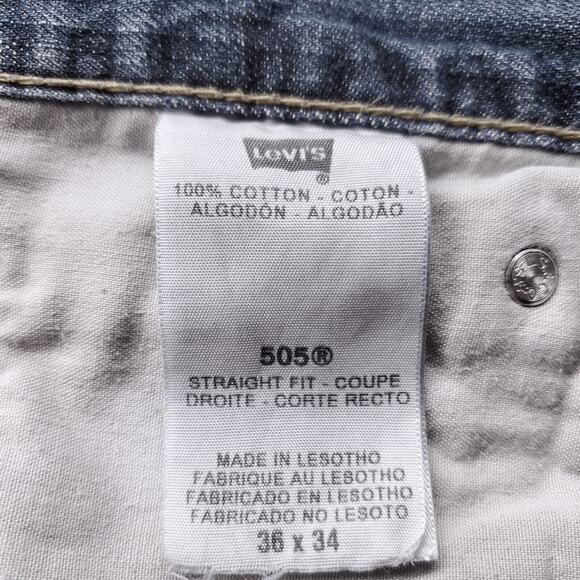 LEVI'S
®
100% COTTON - COTON -
ALGODÓN - ALGODÃO
505®
STRAIGHT FIT - COUPE
DROITE - CORTE RECTO
MADE IN LESOTHO
FABRIQUE AU LESOTHO
FABRICADO EN LESOTHO
FABRICADO NO LESOTO
36 x 34